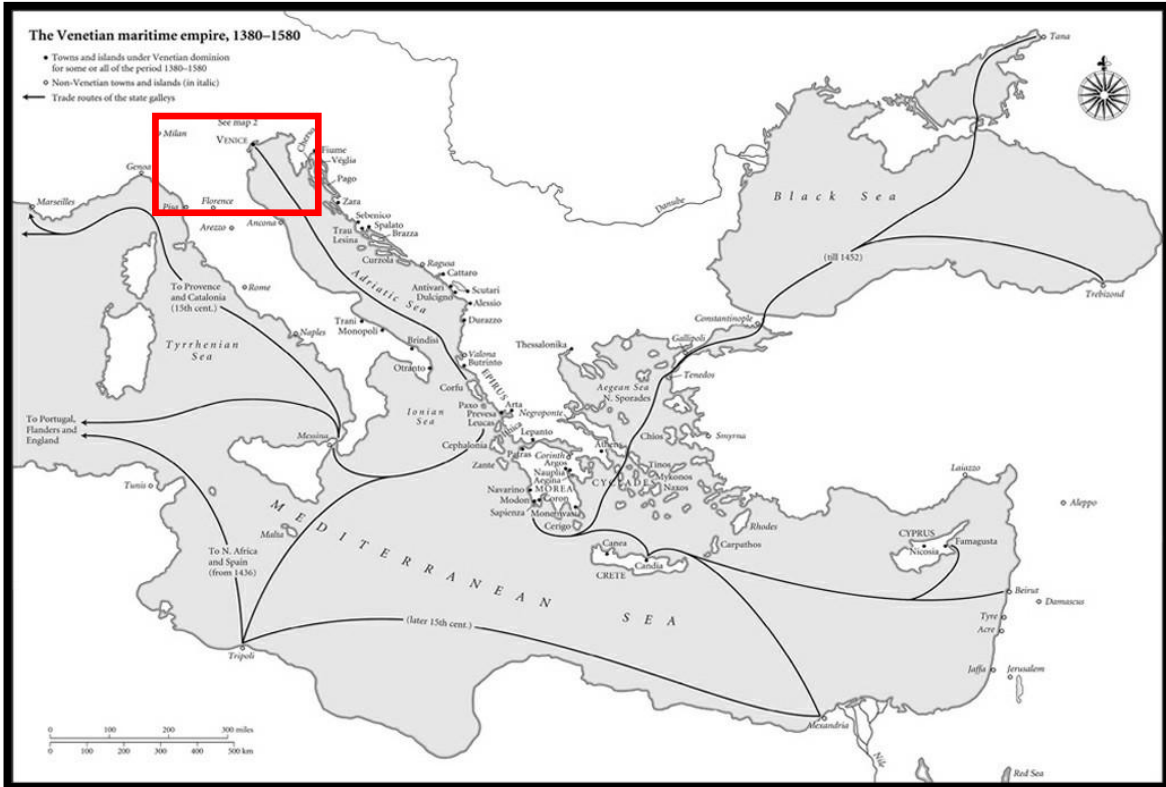 The Venetian maritime empire, 1380–1580
Towns and islands under Venetian dominion
for some or all of the period 1380–1580
Non-Venetian towns and islands (in italic)
Trade routes of the state galleys
Tana
See map 2
Milan
VENICE
Cherso
Fiume
Véglia
Genoa
Pago
Marseilles
Pisa
Florence
Zara
Black Sea
Danube
Arezzo
Ancona
Sebenico
Trau
Spalato
Lesina
Brazza
Curzola
Ragusa
(till 1452)
Adriatic Sea
Cattaro
To Provence
and Catalonia
(15th cent.)
Rome
Antivari
Scutari
Dulcigno
Alessio
Trebizond
Durazzo
Constantinople
Trani
Monopoli
Naples
Tyrrhenian
Sea
Brindisi
Otranto
Valona
Butrinto
Thessalonika
Gallipoli
Tenedos
Corfu
EPIRUS
Aegean Sea
N. Sporades
Ionian
Sea
Paxo
Arta
Prevesa
Leucas
Negroponte
To Portugal,
Flanders and
England
Messina
Ithica
Lepanto
Cephalonia
Patras
Athens
Chios
Smyrna
Zante
Corinth
Argos
Nauplia
Aegina
MOREA
CYCLADES
Tinos
Mykonos
Naxos
Laiazzo
Tunis
Navarino
Modon
Coron
Sapienza
Monemvasia
Cerigo
Rhodes
Aleppo
Malta
MEDITERRANEAN SEA
Canea
Carpathos
CYPRUS
Nicosia
Famagusta
To N. Africa
and Spain
(from 1436)
CRETE
Candia
Beirut
Damascus
Tyre
Acre
(later 15th cent.)
Tripoli
Jaffa
Jerusalem
Alexandria
Nile
Red Sea
0 100 200 300 miles
0 100 200 300 400 500 km